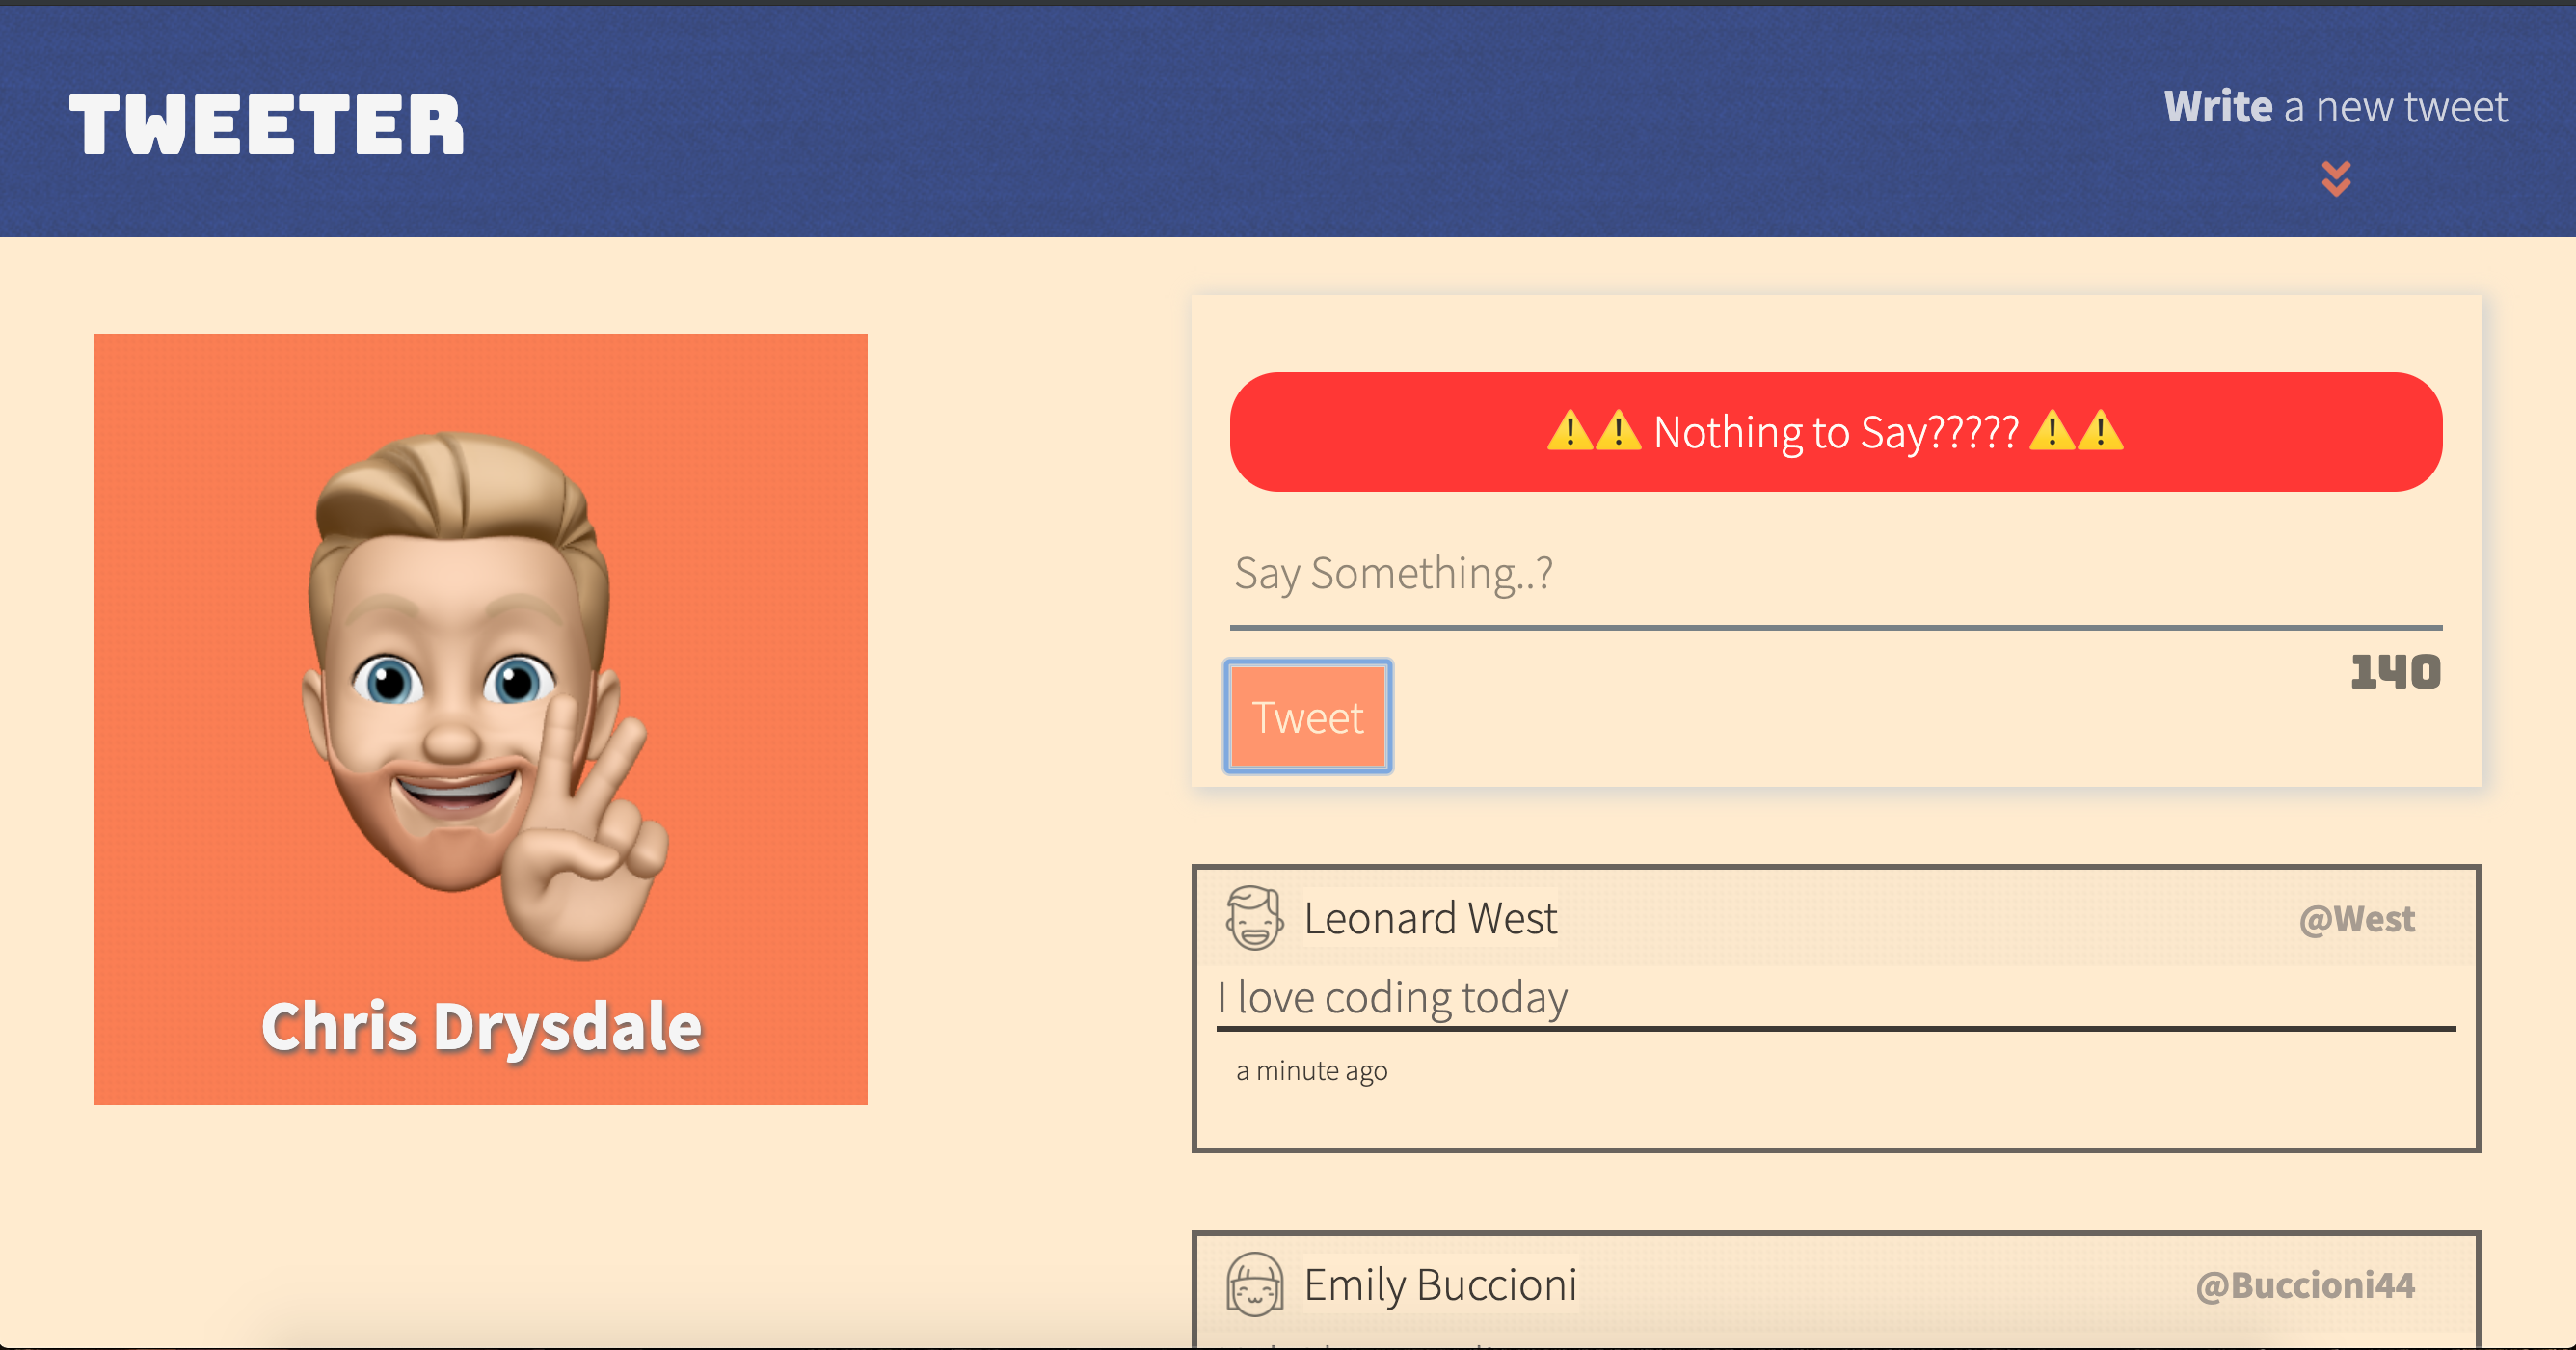 TWEETER
Write a new tweet
⚠️⚠️ Nothing to Say????? ⚠️⚠️
Say Something..?
140
Tweet
Chris Drysdale
Leonard West @West
I love coding today
a minute ago
Emily Buccioni @Buccioni44